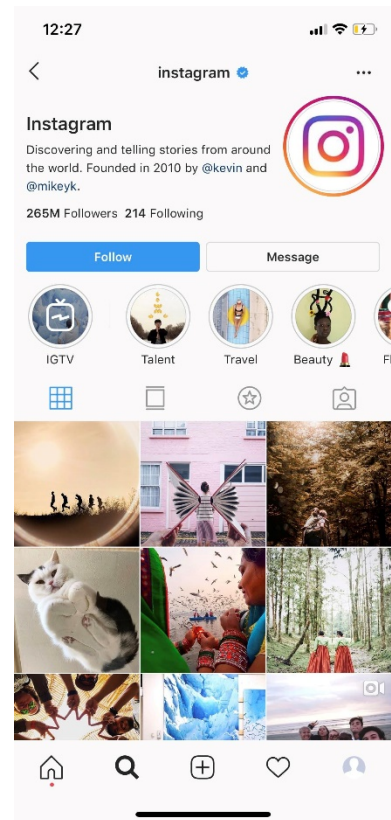 12:27
instagram
Instagram
Discovering and telling stories from around
the world. Founded in 2010 by @kevin and
@mikeyk.
265M Followers 214 Following
Follow Message
IGTV Talent Travel Beauty 💄